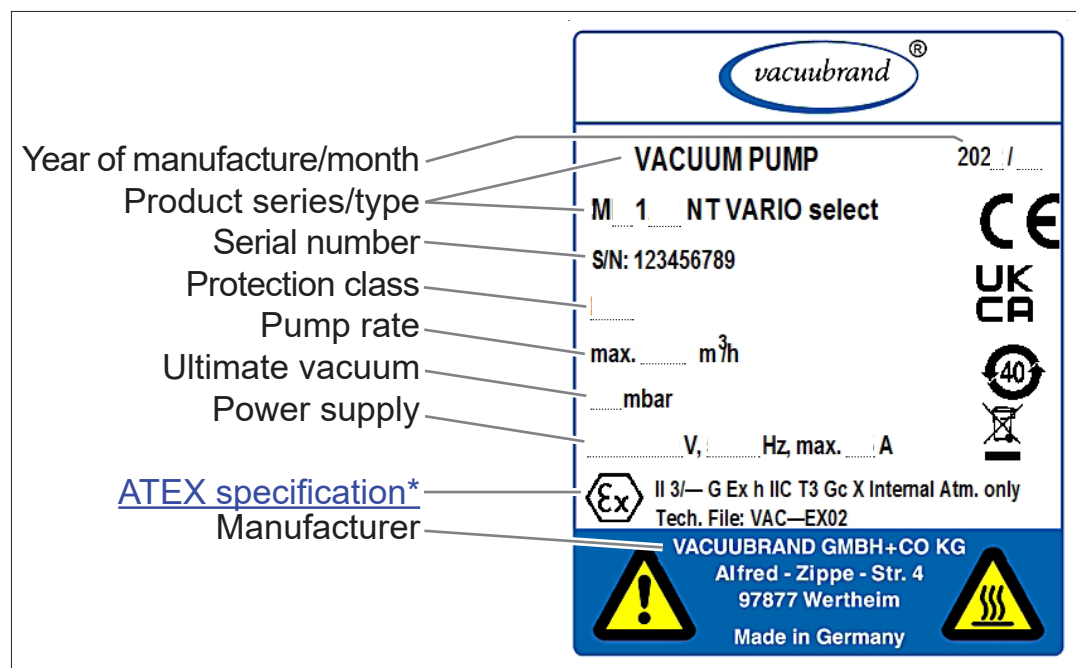 vacuubrand ®
Year of manufacture/month
Product series/type
Serial number
Protection class
Pump rate
Ultimate vacuum
Power supply
ATEX specification*
Manufacturer
VACUUM PUMP 202 /
M 1 NT VARIO select
S/N: 123456789
max. m³/h
mbar
V, Hz, max. A
CE
UK
CA
40
Ex
II 3/— G Ex h IIC T3 Gc X Internal Atm. only
Tech. File: VAC—EX02
VACUUBRAND GMBH+CO KG
Alfred - Zippe - Str. 4
97877 Wertheim
Made in Germany